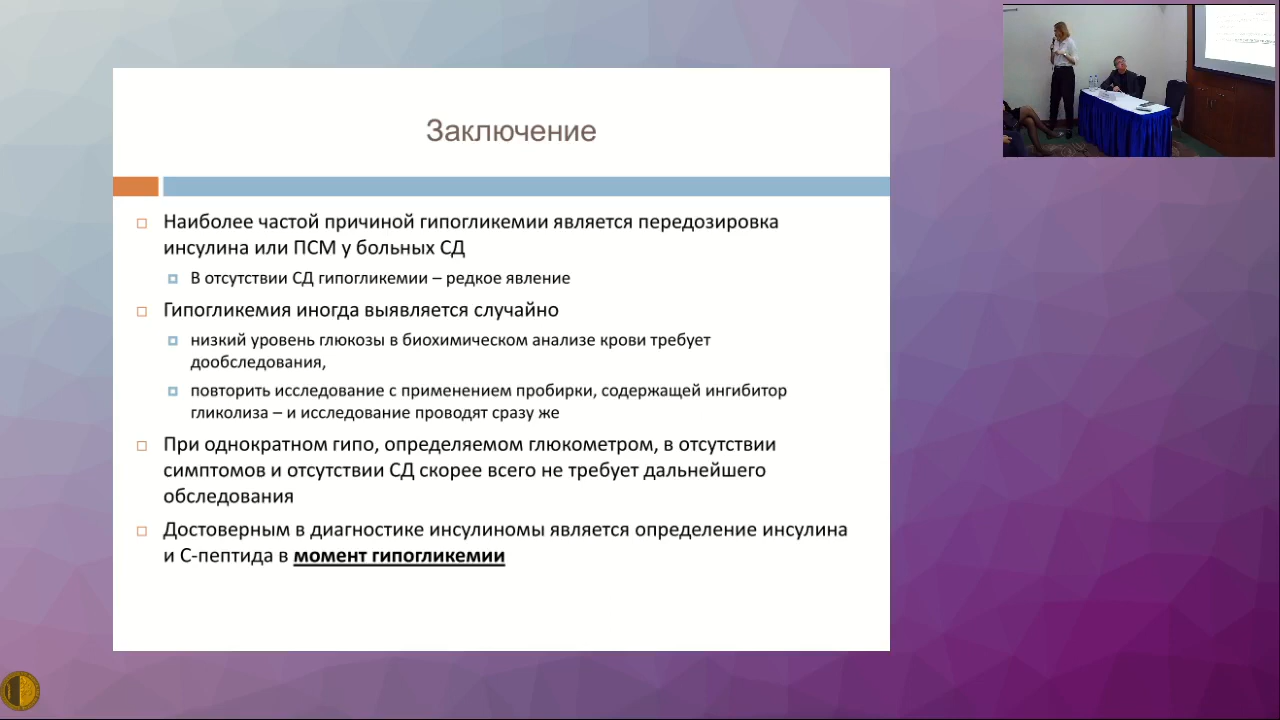 Заключение
Наиболее частой причиной гипогликемии является передозировка
инсулина или ПСМ у больных СД
В отсутствии СД гипогликемии – редкое явление
Гипогликемия иногда выявляется случайно
низкий уровень глюкозы в биохимическом анализе крови требует
дообследования,
повторить исследование с применением пробирки, содержащей ингибитор
гликолиза – и исследование проводят сразу же
При однократном гипо, определяемом глюкометром, в отсутствии
симптомов и отсутствии СД скорее всего не требует дальнейшего
обследования
Достоверным в диагностике инсулиномы является определение инсулина
и С-пептида в момент гипогликемии